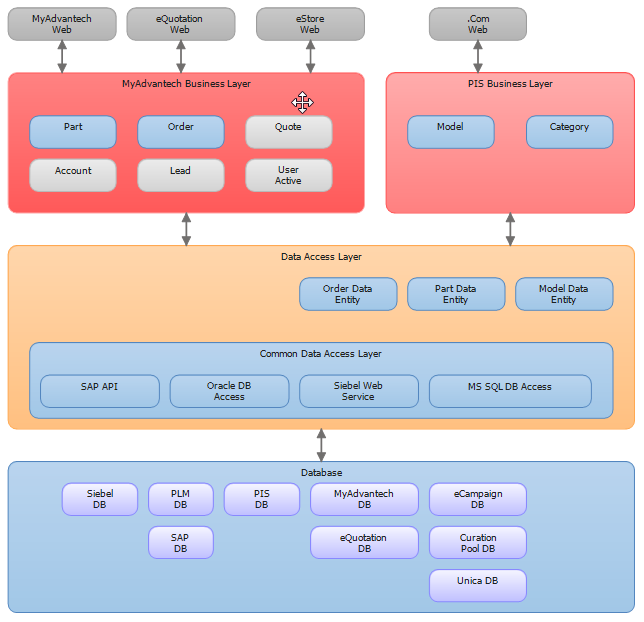 MyAdvantech
Web
eQuotation
Web
eStore
Web
.Com
Web
MyAdvantech Business Layer
Part
Order
Quote
Account
Lead
User
Active
PIS Business Layer
Model
Category
Data Access Layer
Order Data
Entity
Part Data
Entity
Model Data
Entity
Common Data Access Layer
SAP API
Oracle DB
Access
Siebel Web
Service
MS SQL DB Access
Database
Siebel
DB
PLM
DB
PIS
DB
MyAdvantech
DB
eCampaign
DB
SAP
DB
eQuotation
DB
Curation
Pool DB
Unica DB